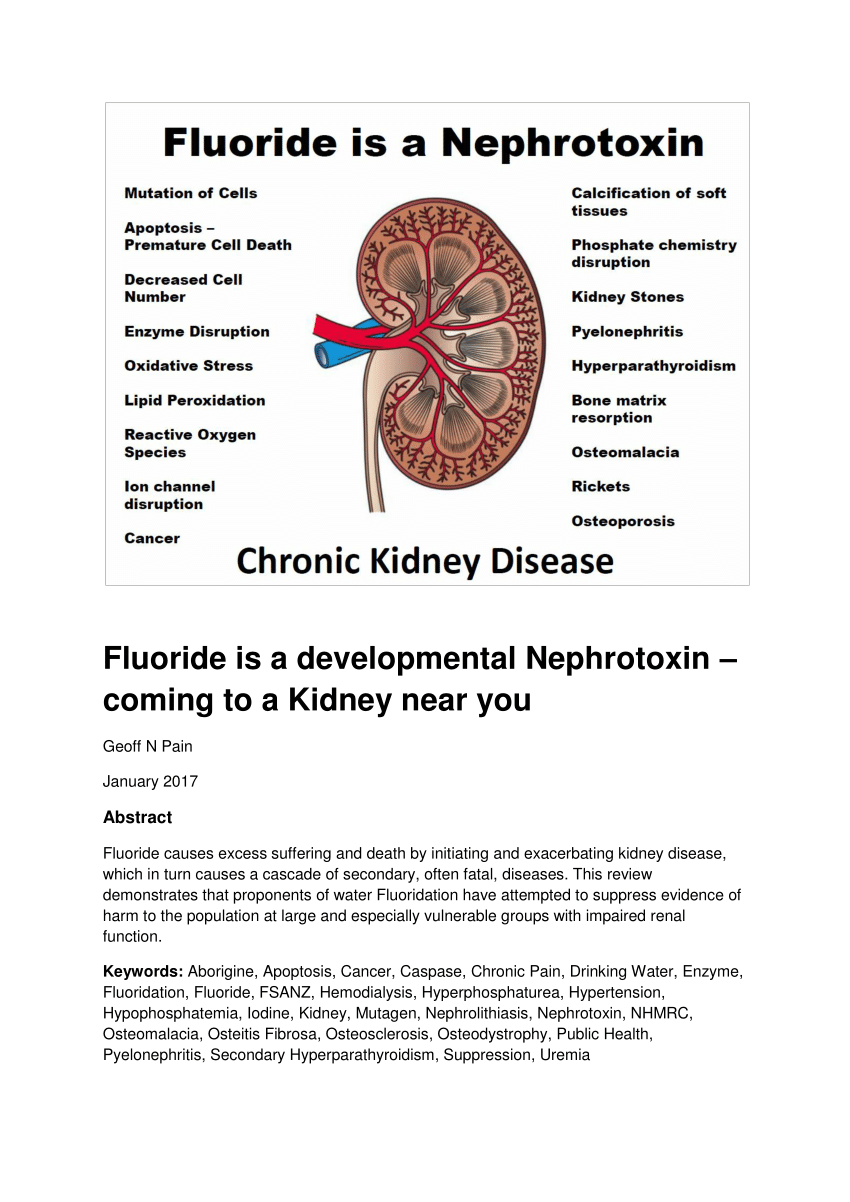 Fluoride is a Nephrotoxin
Mutation of Cells
Apoptosis –
Premature Cell Death
Decreased Cell
Number
Enzyme Disruption
Oxidative Stress
Lipid Peroxidation
Reactive Oxygen
Species
Ion channel
disruption
Cancer
Calcification of soft
tissues
Phosphate chemistry
disruption
Kidney Stones
Pyelonephritis
Hyperparathyroidism
Bone matrix
resorption
Osteomalacia
Rickets
Osteoporosis
Chronic Kidney Disease
Fluoride is a developmental Nephrotoxin –
coming to a Kidney near you
Geoff N Pain
January 2017
Abstract
Fluoride causes excess suffering and death by initiating and exacerbating kidney disease,
which in turn causes a cascade of secondary, often fatal, diseases. This review
demonstrates that proponents of water Fluoridation have attempted to suppress evidence of
harm to the population at large and especially vulnerable groups with impaired renal
function.
Keywords: Aborigine, Apoptosis, Cancer, Caspase, Chronic Pain, Drinking Water, Enzyme,
Fluoridation, Fluoride, FSANZ, Hemodialysis, Hyperphosphaturea, Hypertension,
Hypophosphatemia, Iodine, Kidney, Mutagen, Nephrolithiasis, Nephrotoxin, NHMRC,
Osteomalacia, Osteitis Fibrosa, Osteosclerosis, Osteodystrophy, Public Health,
Pyelonephritis, Secondary Hyperparathyroidism, Suppression, Uremia